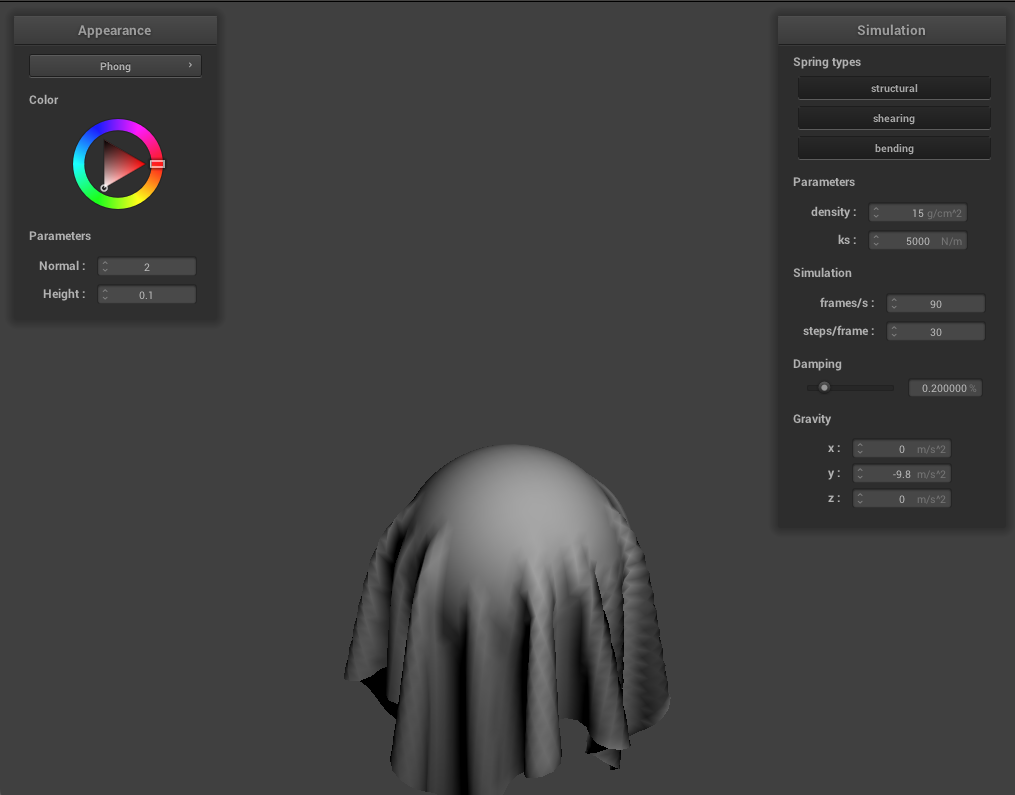 Appearance
Phong
Color
Parameters
Normal : 2
Height : 0.1
Simulation
Spring types
structural
shearing
bending
Parameters
density : 15 g/cm^2
ks : 5000 N/m
Simulation
frames/s : 90
steps/frame : 30
Damping
0.200000 %
Gravity
x : 0 m/s^2
y : -9.8 m/s^2
z : 0 m/s^2